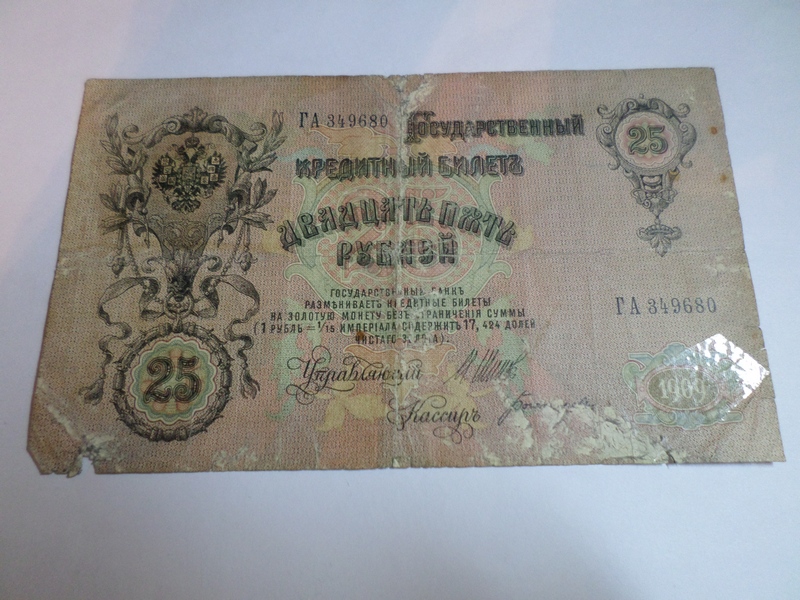 ГА 349680
ГОСУДАРСТВЕННЫЙ
25
КРЕДИТНЫЙ БИЛЕТЪ
ДВАДЦАТЬ ПЯТЬ
РУБЛЕЙ
ГОСУДАРСТВЕННЫЙ БАНКЪ
РАЗМѢНИВАЕТЪ КРЕДИТНЫЕ БИЛЕТЫ
НА ЗОЛОТУЮ МОНЕТУ БЕЗЪ ОГРАНИЧЕНІЯ СУММЫ
(1 РУБЛЬ = 1/15 ИМПЕРІАЛА СОДЕРЖИТЪ 17,424 ДОЛЕЙ
ЧИСТАГО ЗОЛОТА).
ГА 349680
25
Управляющій
1909
Кассиръ